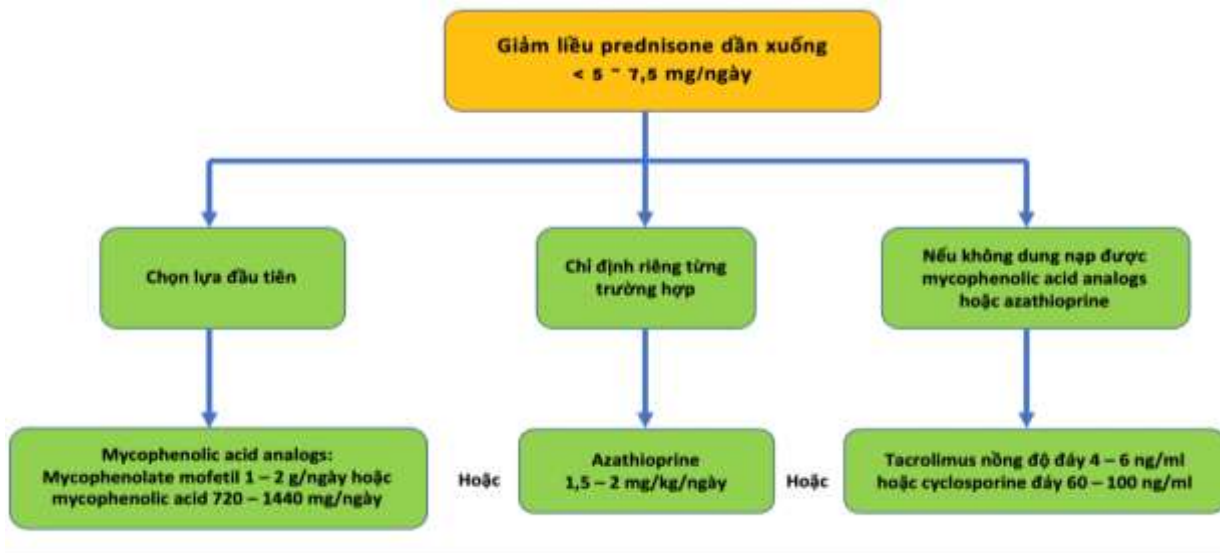 Giảm liều prednisone dần xuống
< 5 ~ 7,5 mg/ngày
Chọn lựa đầu tiên
Chỉ định riêng từng
trường hợp
Nếu không dung nạp được
mycophenolic acid analogs
hoặc azathioprine
Mycophenolic acid analogs:
Mycophenolate mofetil 1 – 2 g/ngày hoặc
mycophenolic acid 720 – 1440 mg/ngày
Hoặc
Azathioprine
1,5 – 2 mg/kg/ngày
Hoặc
Tacrolimus nồng độ đáy 4 – 6 ng/ml
hoặc cyclosporine đáy 60 – 100 ng/ml